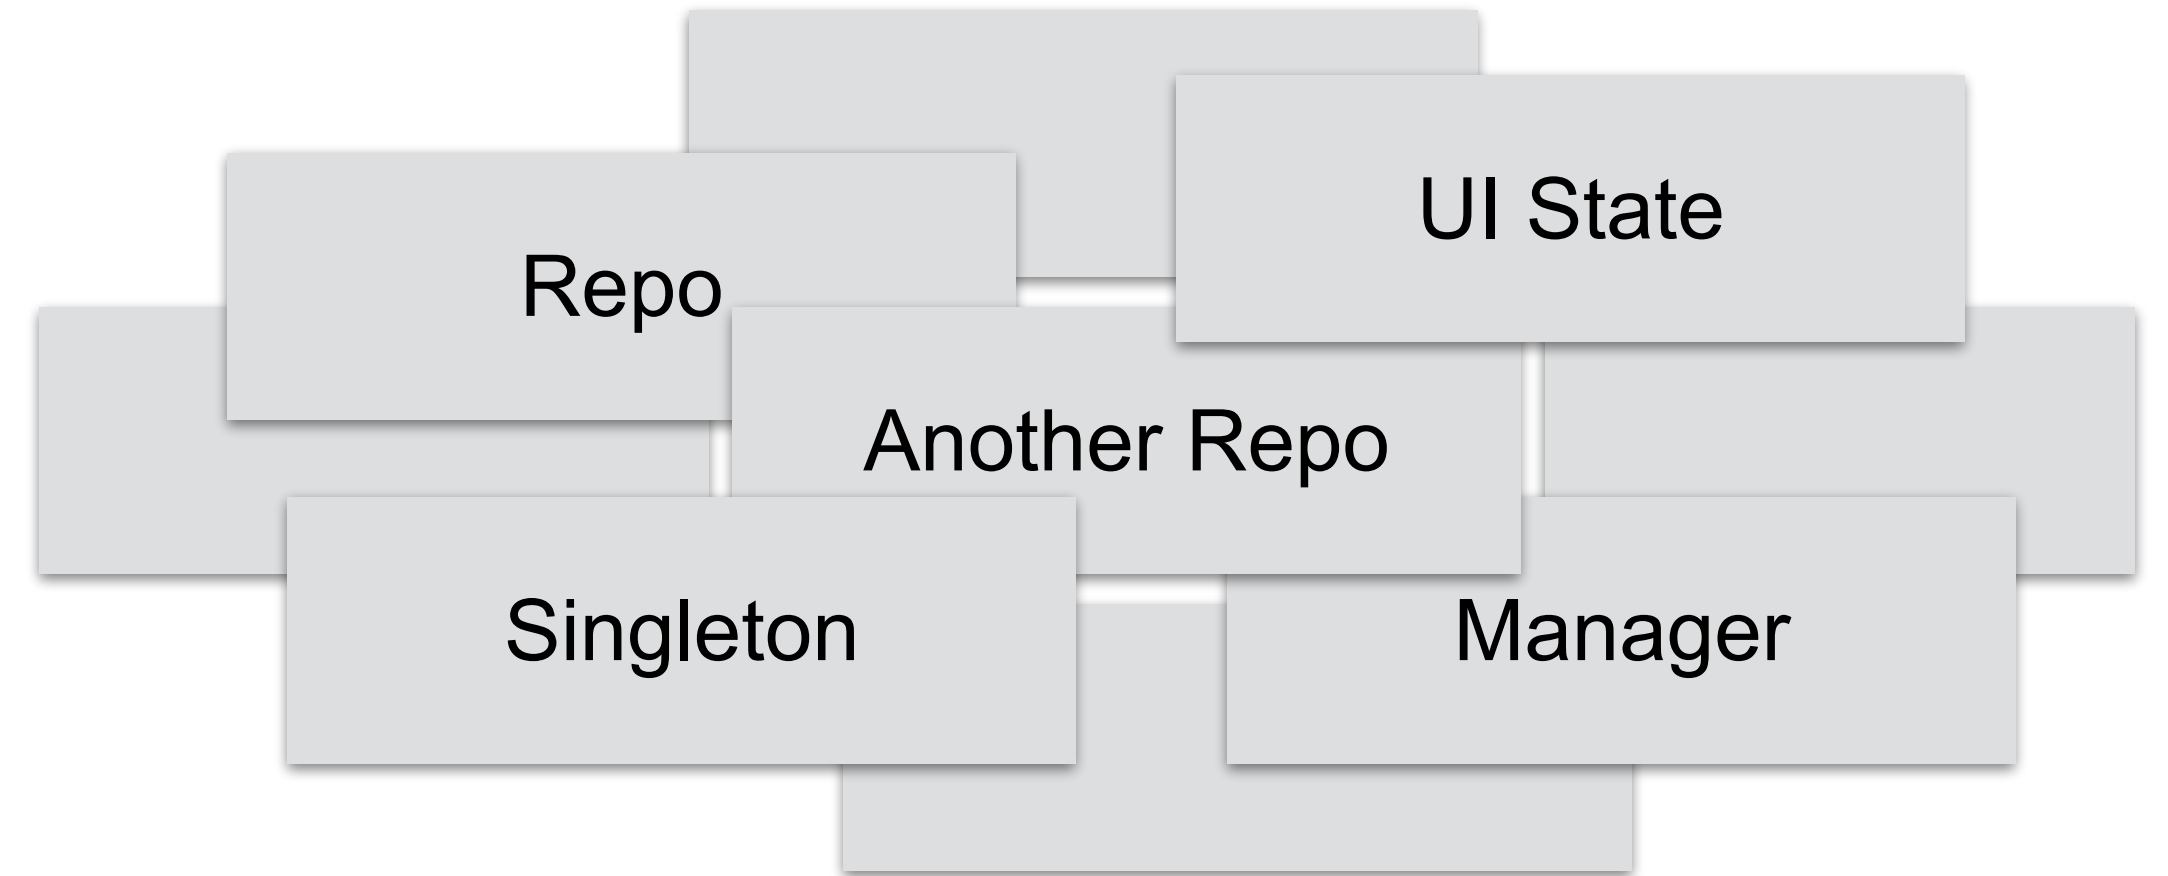 UI State
Repo
Another Repo
Singleton
Manager